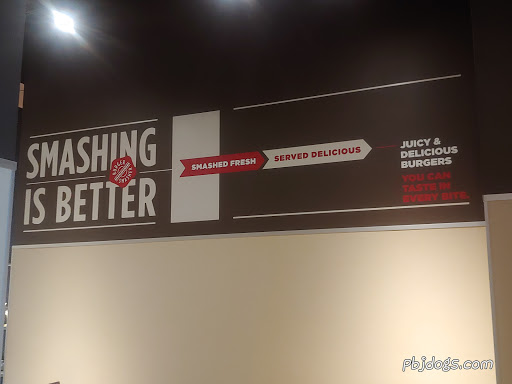 SMASHING
IS BETTER
SMASHED FRESH
SERVED DELICIOUS
JUICY &
DELICIOUS
BURGERS
YOU CAN
TASTE IN
EVERY BITE.
Pbjdogs.com